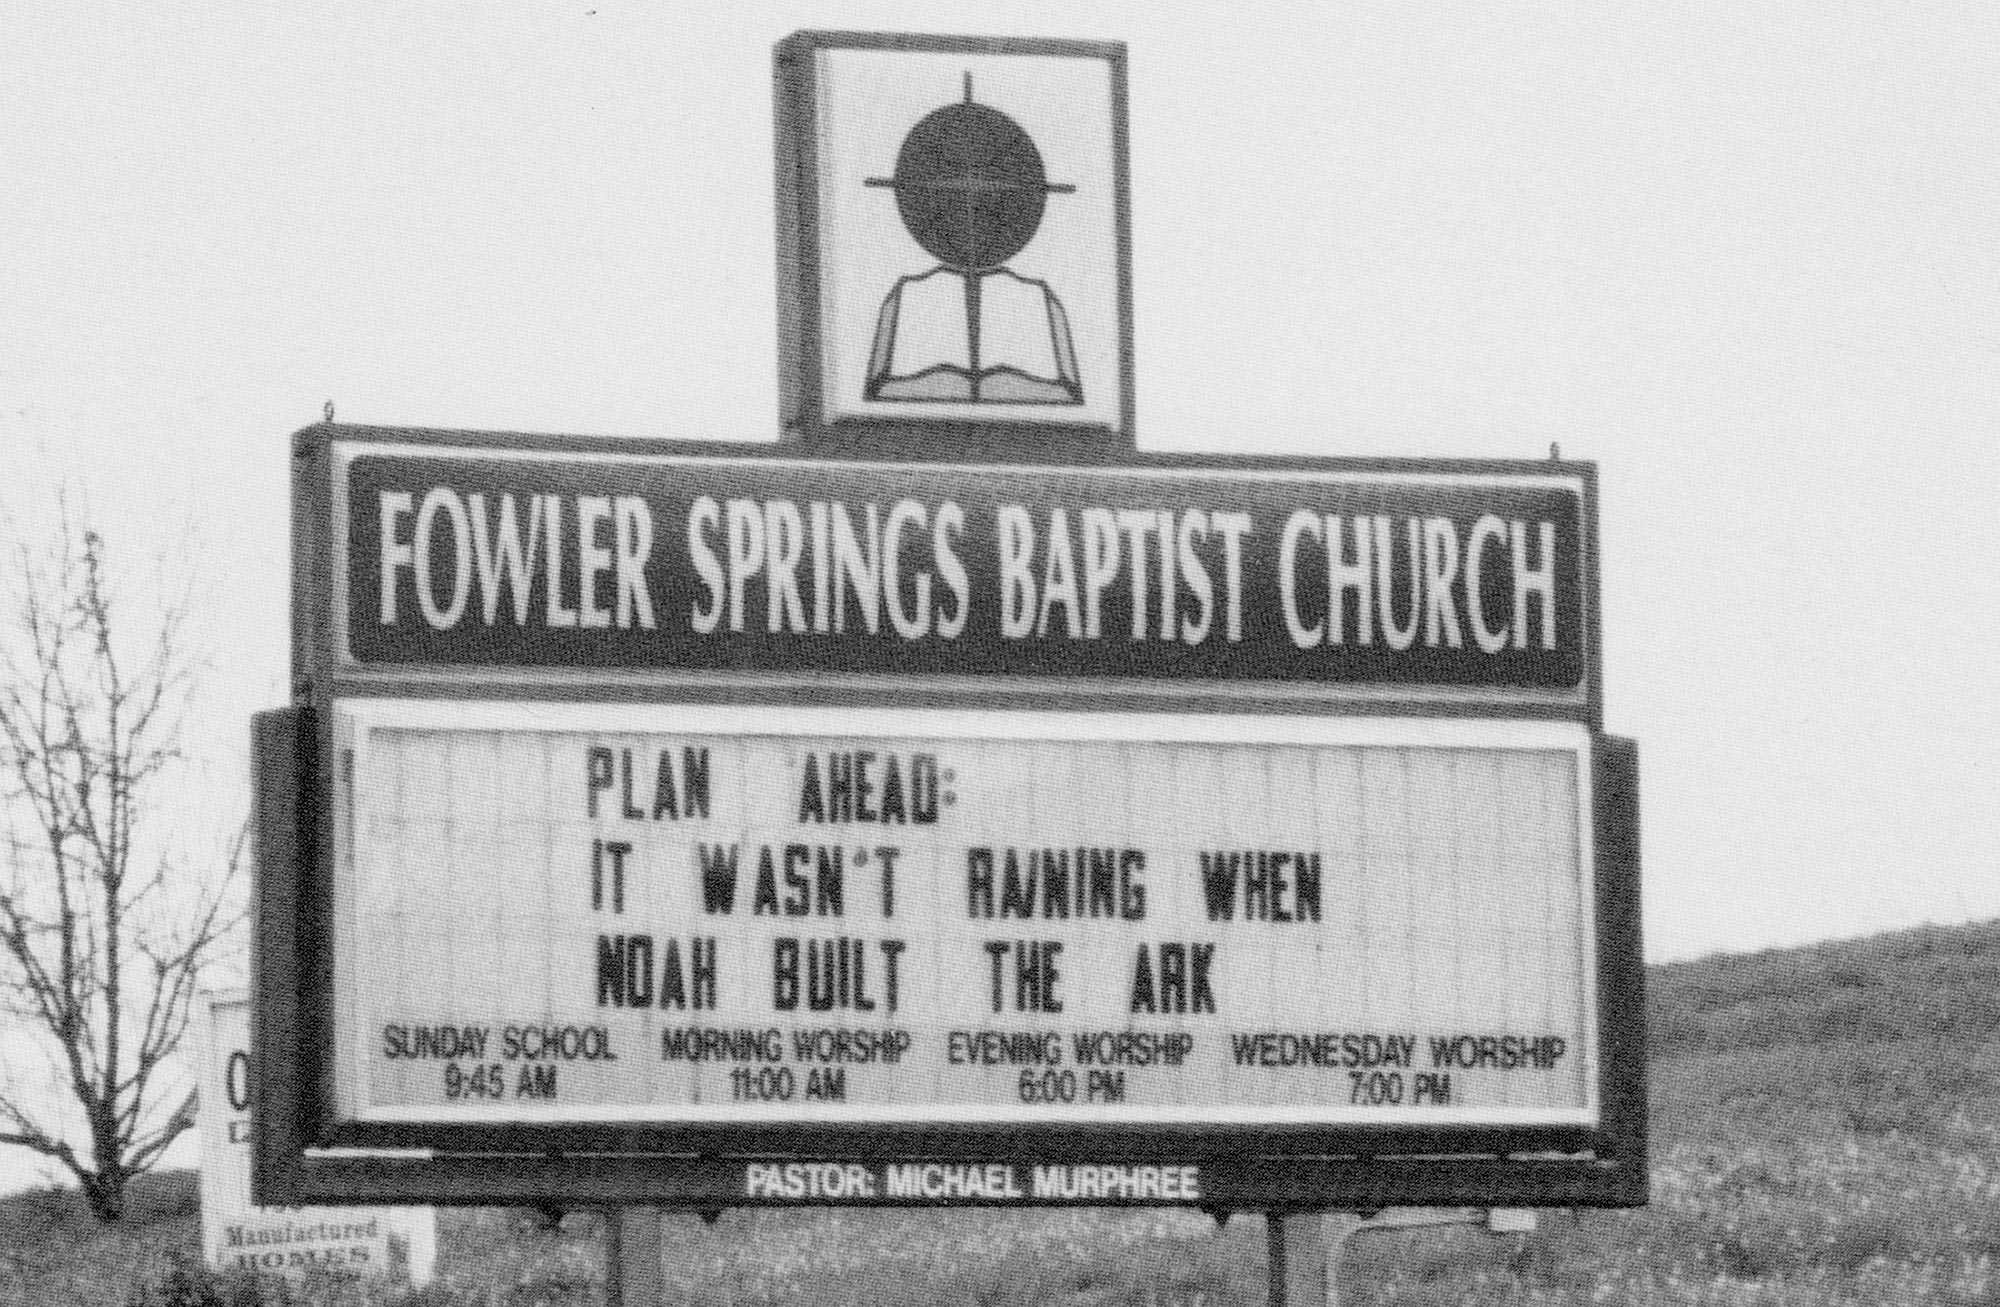 FOWLER SPRINGS BAPTIST CHURCH
PLAN AHEAD:
IT WASN'T RAINING WHEN
NOAH BUILT THE ARK
SUNDAY SCHOOL MORNING WORSHIP EVENING WORSHIP WEDNESDAY WORSHIP
9:45 AM 11:00 AM 6:00 PM 7:00 PM
PASTOR: MICHAEL MURPHREE
Manufactured
HOMES